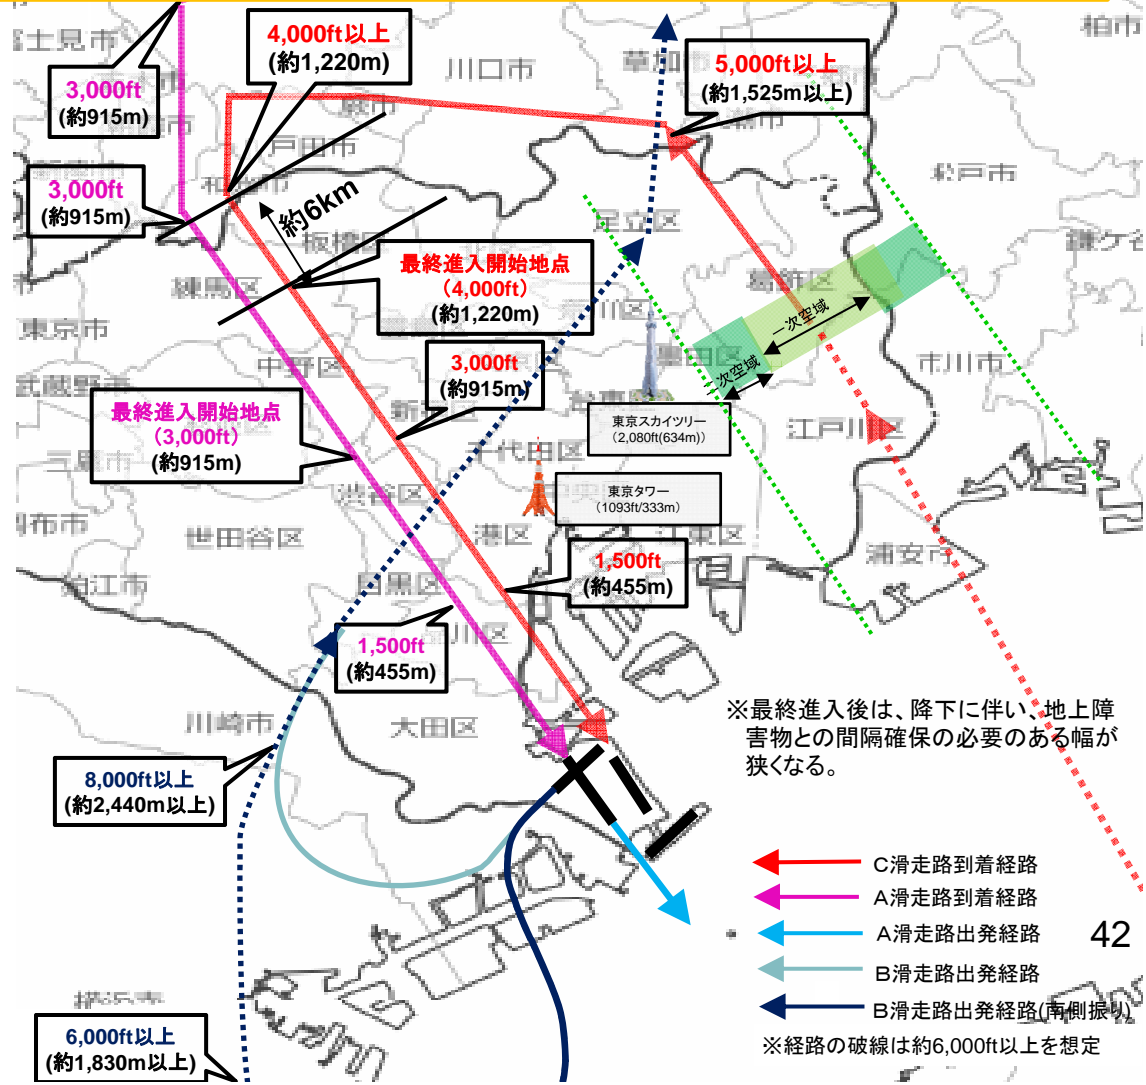 富士見市
川口市
草加市
柏市
4,000ft以上
(約1,220m)
3,000ft
(約915m)
5,000ft以上
(約1,525m以上)
戸田市
松戸市
3,000ft
(約915m)
約6km
板橋区
足立区
鎌ケ谷
練馬区
最終進入開始地点
(4,000ft)
(約1,220m)
葛飾区
東京市
一次空域
二次空域
墨田区
市川市
武蔵野市
中野区
3,000ft
(約915m)
最終進入開始地点
(3,000ft)
(約915m)
東京スカイツリー
(2,080ft(634m))
江戸川区
千代田区
東京タワー
(1093ft/333m)
渋谷区
世田谷区
港区
江東区
浦安市
狛江市
目黒区
1,500ft
(約455m)
1,500ft
(約455m)
川区
川崎市
大田区
※最終進入後は、降下に伴い、地上障
害物との間隔確保の必要のある幅が
狭くなる。
8,000ft以上
(約2,440m以上)
C滑走路到着経路
A滑走路到着経路
A滑走路出発経路
42
B滑走路出発経路
横浜市
B滑走路出発経路(南側振り)
6,000ft以上
(約1,830m以上)
※経路の破線は約6,000ft以上を想定